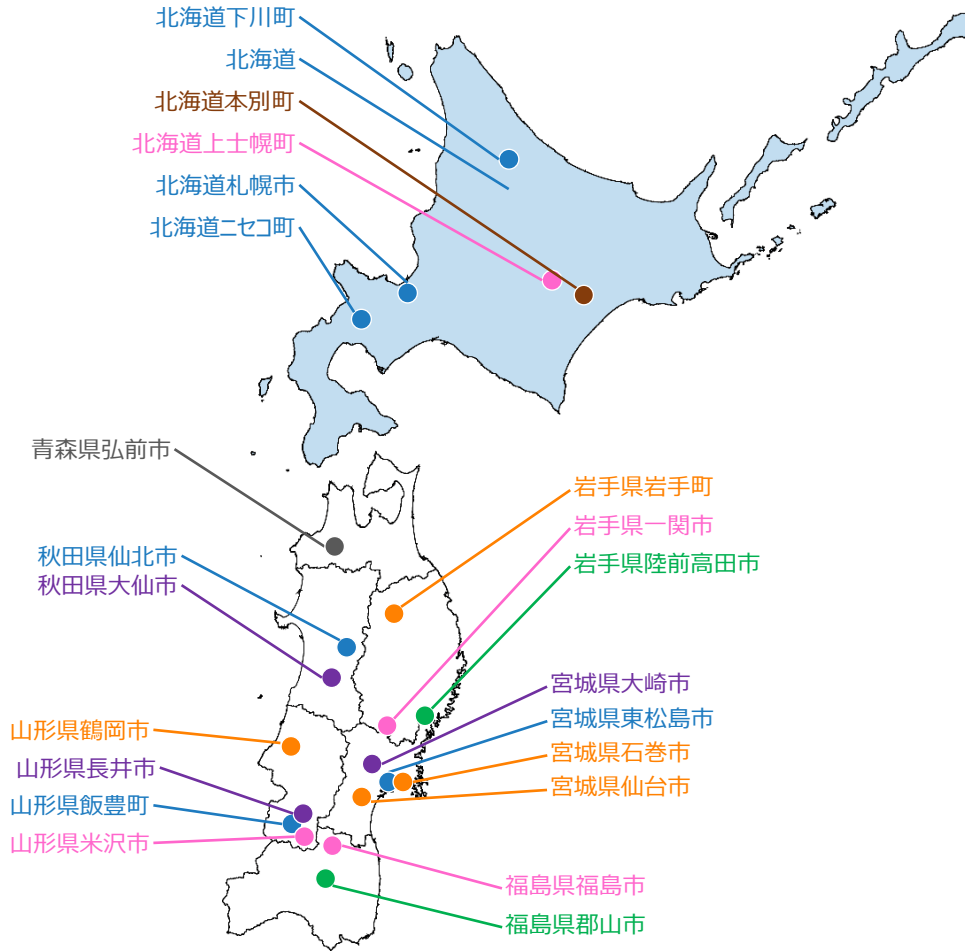 北海道下川町
北海道
北海道本別町
北海道上士幌町
北海道札幌市
北海道ニセコ町
青森県弘前市
岩手県岩手町
岩手県一関市
岩手県陸前高田市
秋田県仙北市
秋田県大仙市
宮城県大崎市
宮城県東松島市
宮城県石巻市
宮城県仙台市
山形県鶴岡市
山形県長井市
山形県飯豊町
山形県米沢市
福島県福島市
福島県郡山市